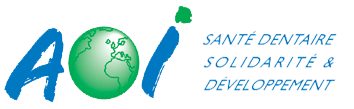 AOI
SANTÉ DENTAIRE
SOLIDARITÉ &
DÉVELOPPEMENT